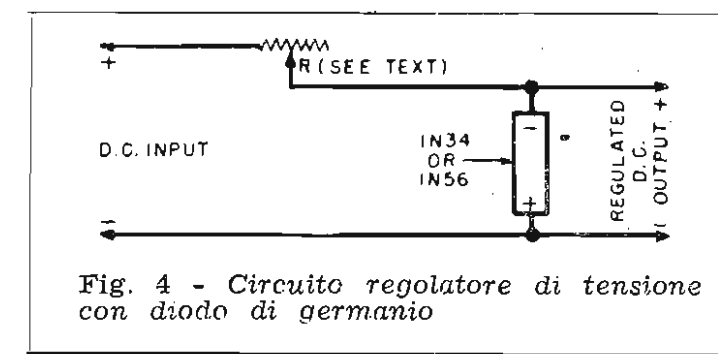 +
R (SEE TEXT)
D.C. INPUT
IN34
OR
IN56
-
+
REGULATED
D.C.
- OUTPUT +
-
Fig. 4 - Circuito regolatore di tensione
con diodo di germanio